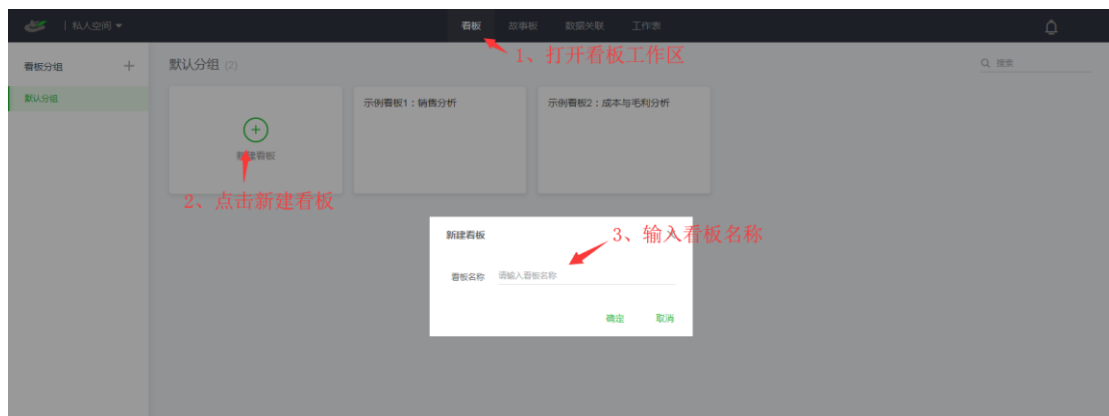 | 私人空间
看板 故事板 数据关联 工作表
1、打开看板工作区
看板分组
默认分组 (2)
搜索
默认分组
新建看板
示例看板1：销售分析
示例看板2：成本与毛利分析
2、点击新建看板
新建看板
3、输入看板名称
看板名称 请输入看板名称
确定 取消